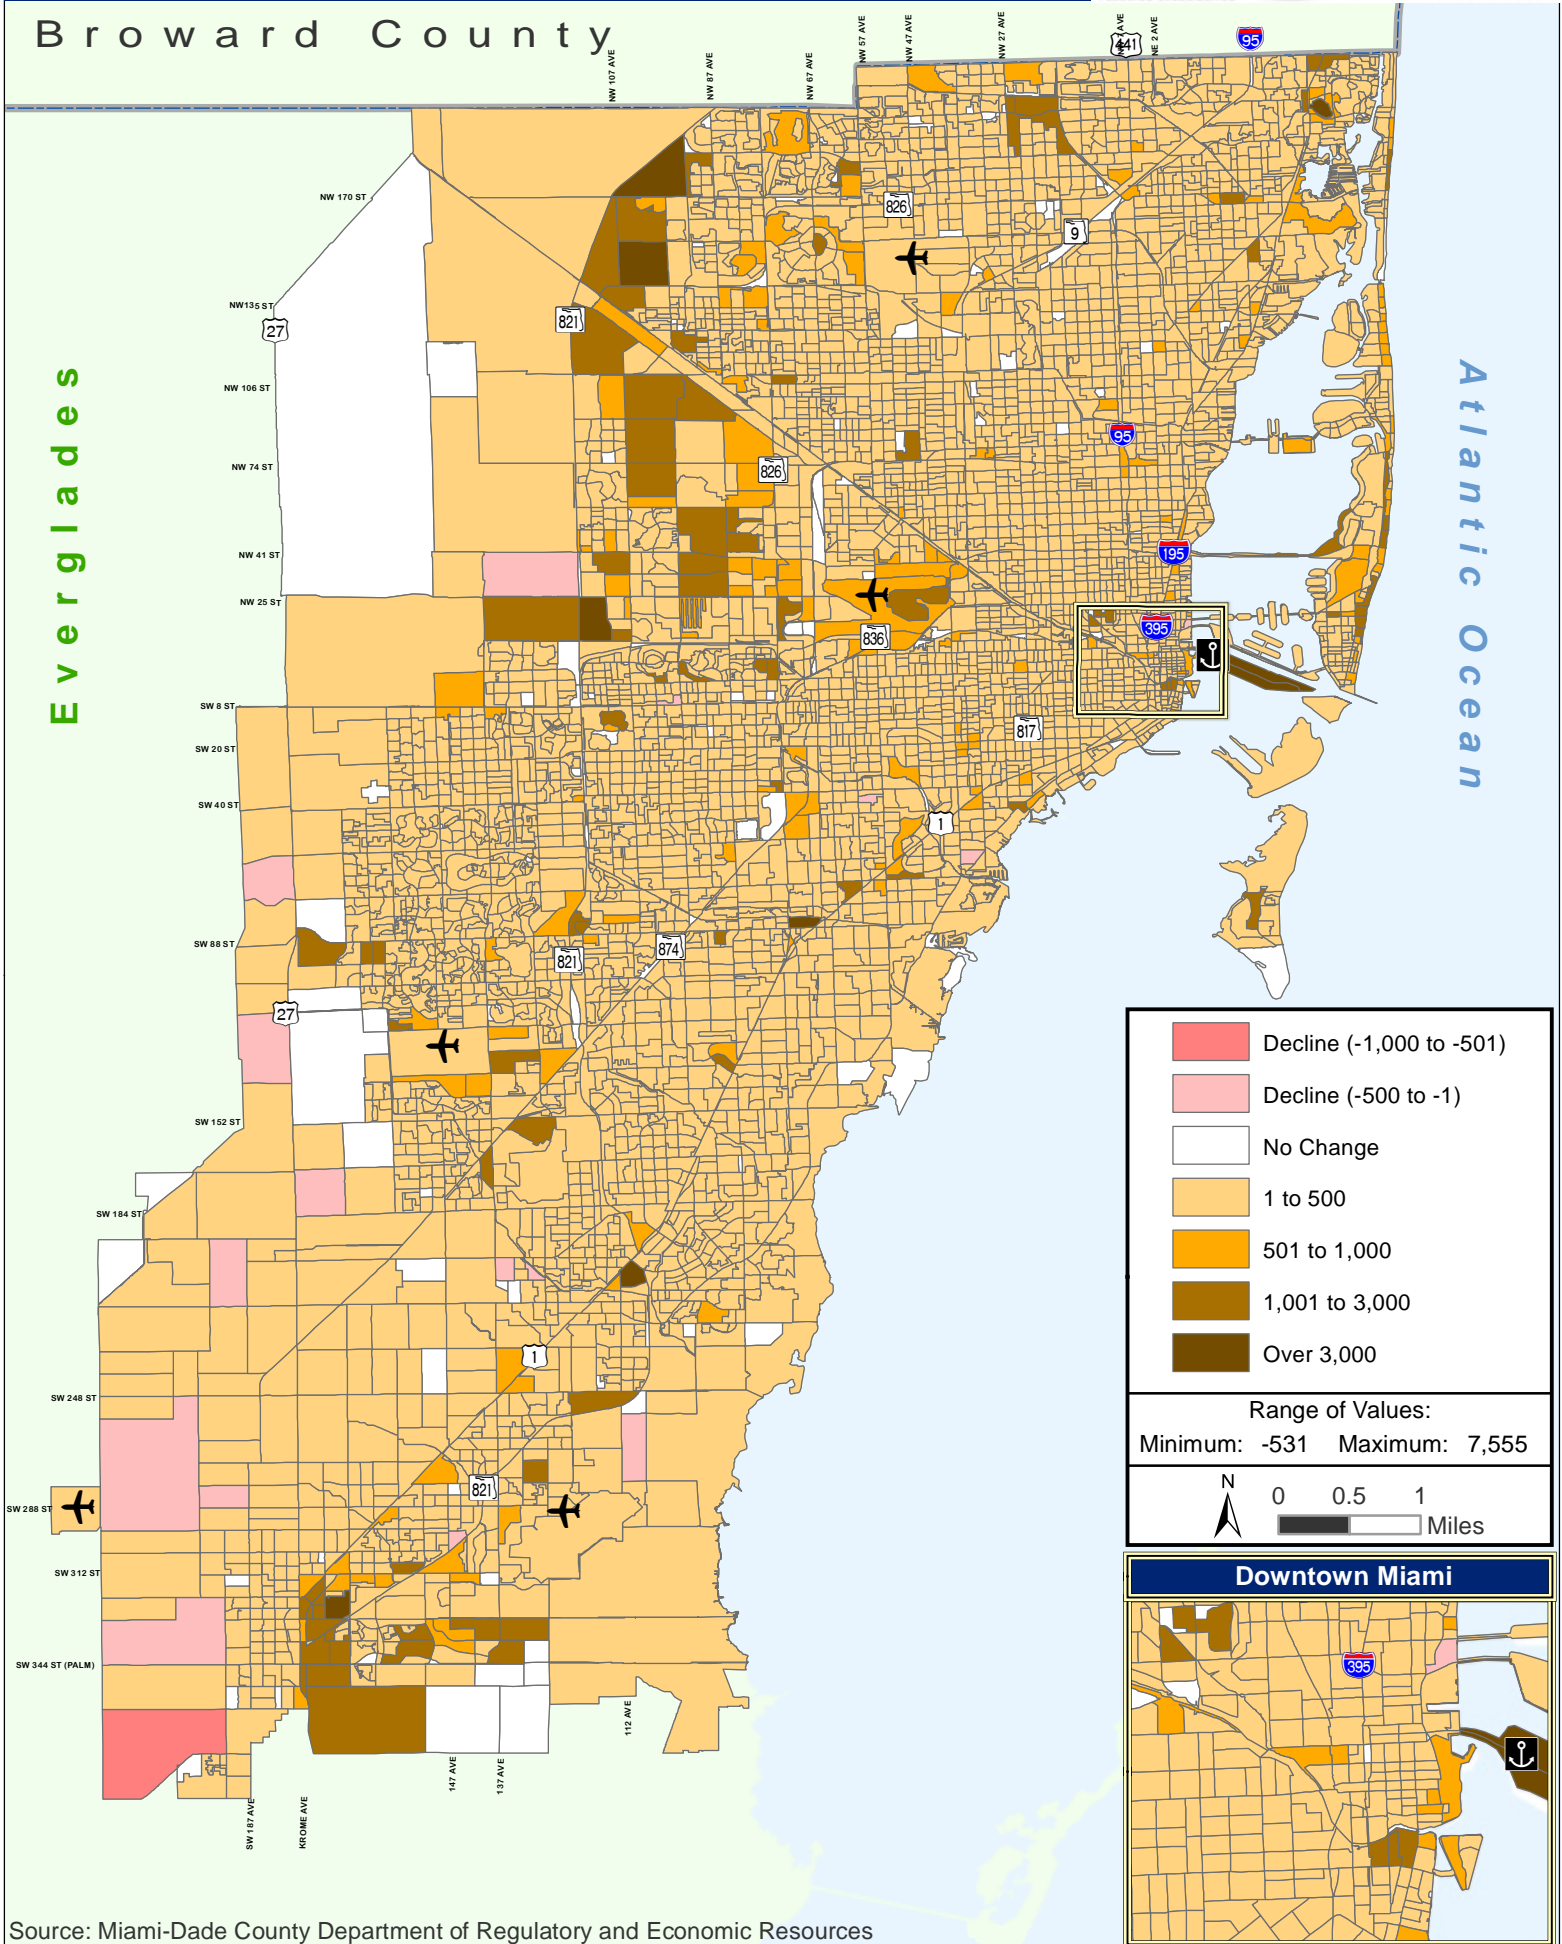 Broward County
NW 107 AVE
NW 87 AVE
NW 67 AVE
NW 57 AVE
NW 47 AVE
NW 27 AVE
441
NE 2 AVE
95
NW 170 ST
826
9
NW135 ST
27
821
NW 106 ST
Everglades
Atlantic Ocean
95
NW 74 ST
826
NW 41 ST
195
NW 25 ST
836
395
SW 8 ST
817
SW 20 ST
SW 40 ST
1
SW 88 ST
821
874
27
SW 152 ST
SW 184 ST
1
SW 248 ST
821
SW 288 ST
SW 312 ST
SW 344 ST (PALM)
112 AVE
147 AVE
137 AVE
SW 187 AVE
KROME AVE
Decline (-1,000 to -501)
Decline (-500 to -1)
No Change
1 to 500
501 to 1,000
1,001 to 3,000
Over 3,000
Range of Values:
Minimum: -531 Maximum: 7,555
N
0 0.5 1
Miles
Downtown Miami
395
Source: Miami-Dade County Department of Regulatory and Economic Resources